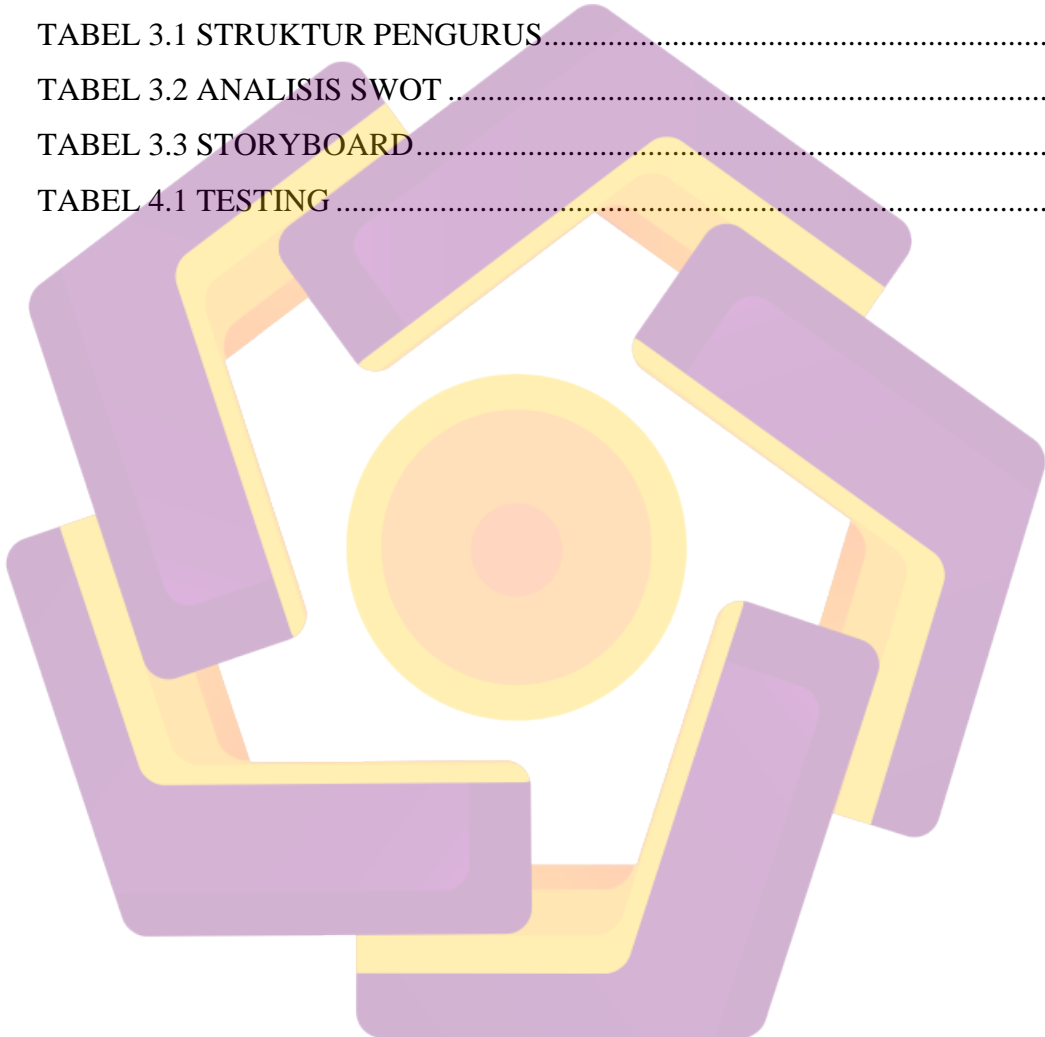 TABEL 3.1 STRUKTUR PENGURUS..........................................................................
TABEL 3.2 ANALISIS SWOT ......................................................................................
TABEL 3.3 STORYBOARD..........................................................................................
TABEL 4.1 TESTING ....................................................................................................